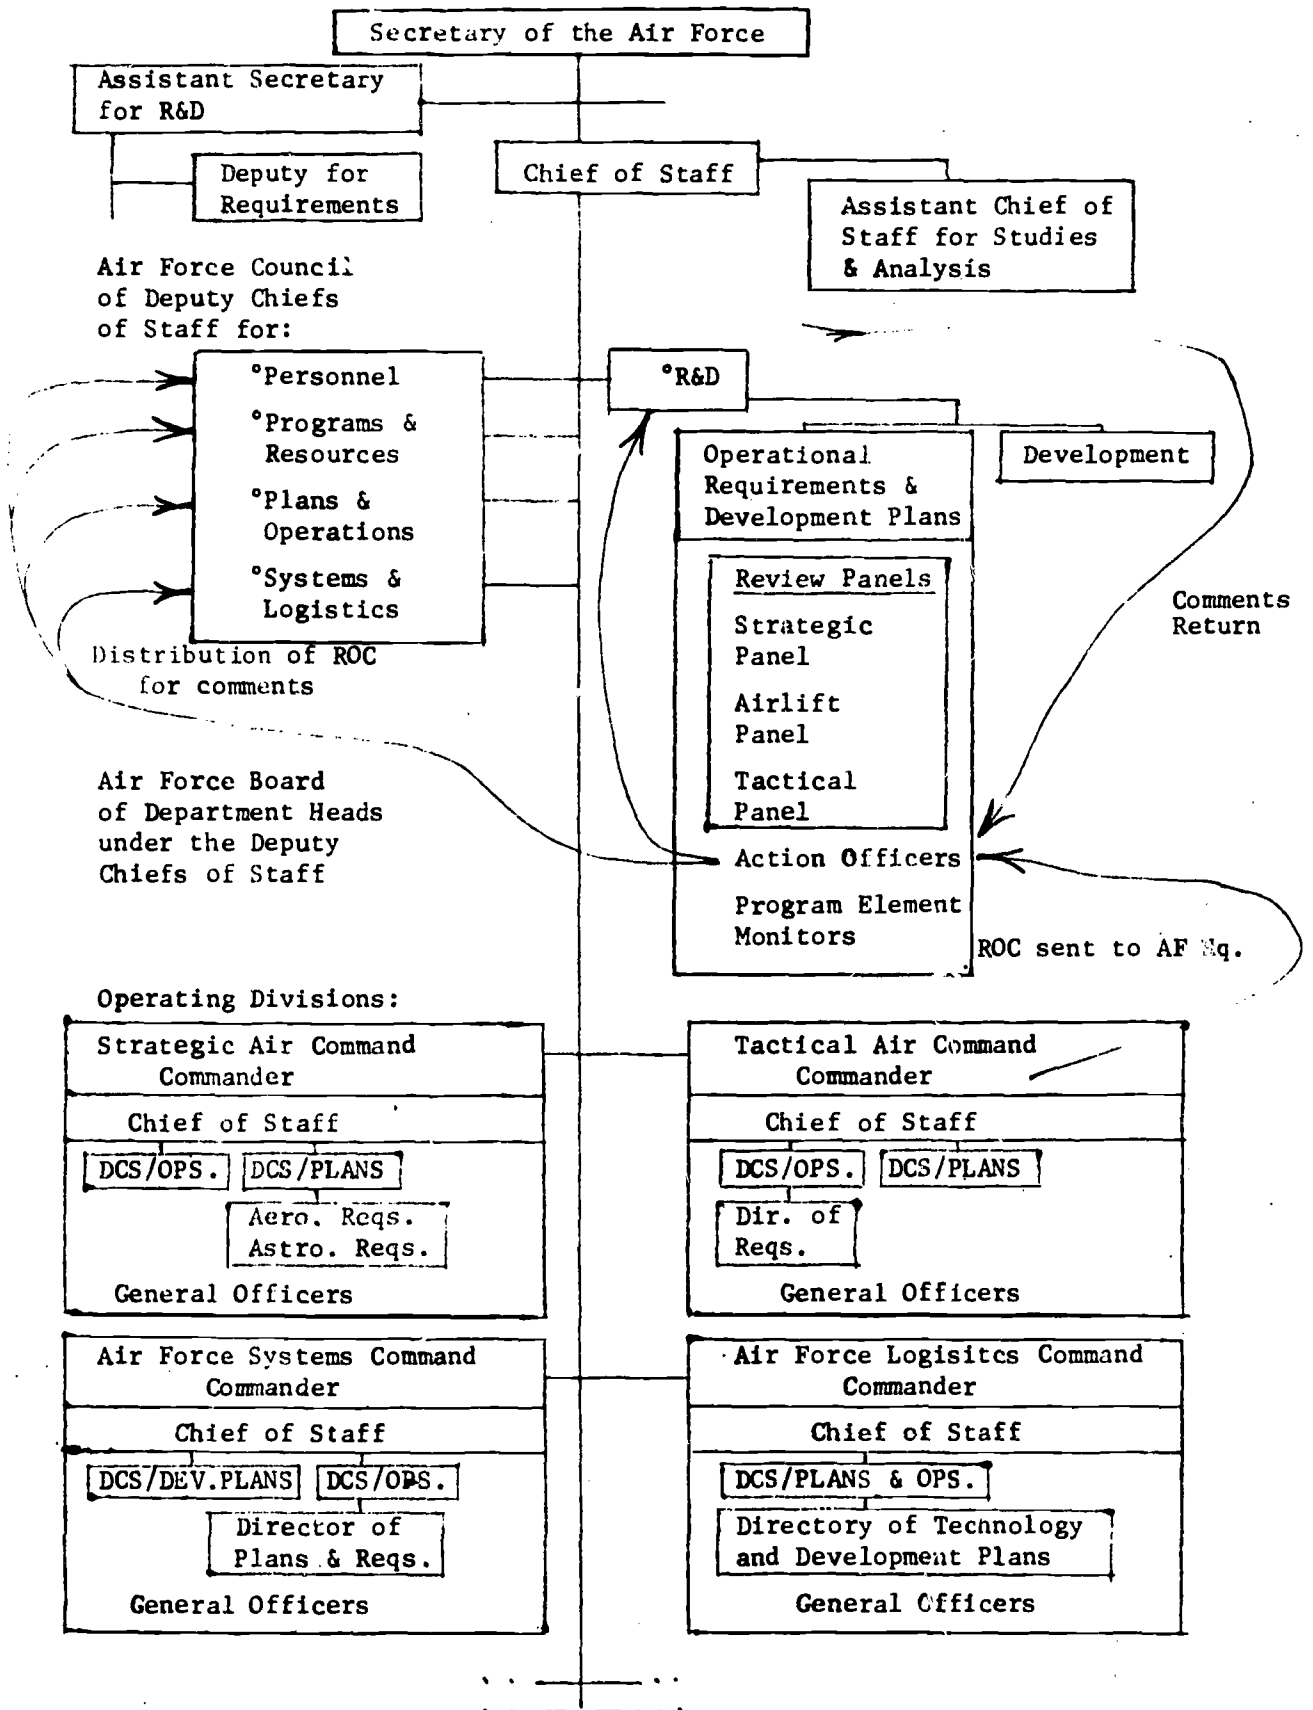 Secretary of the Air Force
Assistant Secretary
for R&D
Deputy for
Requirements
Chief of Staff
Assistant Chief of
Staff for Studies
& Analysis
Air Force Council
of Deputy Chiefs
of Staff for:
°Personnel
°Programs &
Resources
°Plans &
Operations
°Systems &
Logistics
°R&D
Operational
Requirements &
Development Plans
Development
Review Panels
Strategic
Panel
Airlift
Panel
Tactical
Panel
Action Officers
Program Element
Monitors
Comments
Return
Distribution of ROC
for comments
Air Force Board
of Department Heads
under the Deputy
Chiefs of Staff
ROC sent to AF Hq.
Operating Divisions:
Strategic Air Command
Commander
Chief of Staff
DCS/OPS. DCS/PLANS
Aero. Reqs.
Astro. Reqs.
General Officers
Tactical Air Command
Commander
Chief of Staff
DCS/OPS. DCS/PLANS
Dir. of
Reqs.
General Officers
Air Force Systems Command
Commander
Chief of Staff
DCS/DEV.PLANS DCS/OPS.
Director of
Plans & Reqs.
General Officers
Air Force Logisitcs Command
Commander
Chief of Staff
DCS/PLANS & OPS.
Directory of Technology
and Development Plans
General Officers